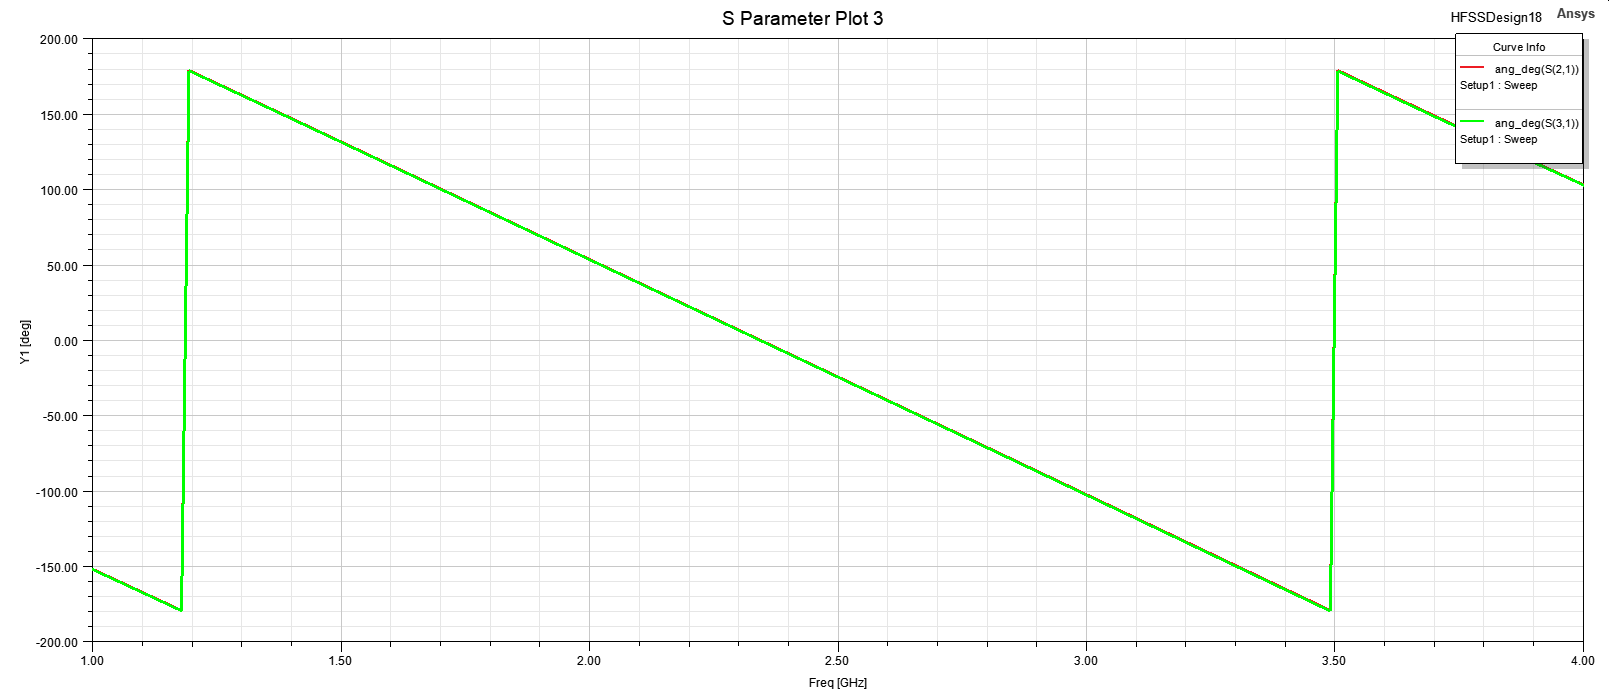 S Parameter Plot 3
HFSSDesign18
Ansys
Curve Info
ang_deg(S(2,1))
Setup1 : Sweep
ang_deg(S(3,1))
Setup1 : Sweep
200.00
150.00
100.00
50.00
0.00
-50.00
-100.00
-150.00
-200.00
Y1 [deg]
1.00 1.50 2.00 2.50 3.00 3.50 4.00
Freq [GHz]